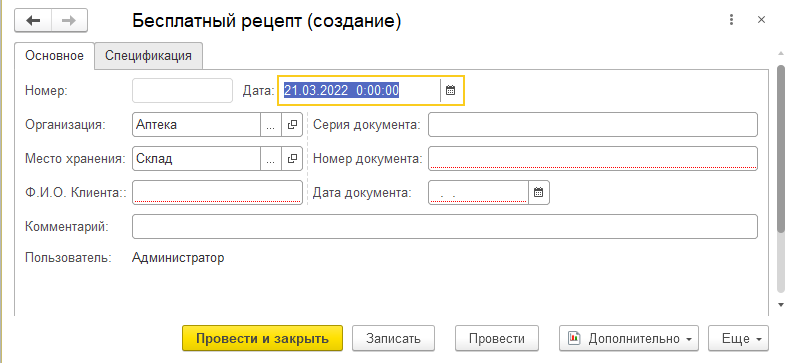 Бесплатный рецепт (создание)
Основное Спецификация
Номер: Дата: 21.03.2022 0:00:00
Организация: Аптека ... Серия документа:
Место хранения: Склад ... Номер документа:
Ф.И.О. Клиента:: Дата документа: . .
Комментарий:
Пользователь: Администратор
Провести и закрыть Записать Провести Дополнительно Еще